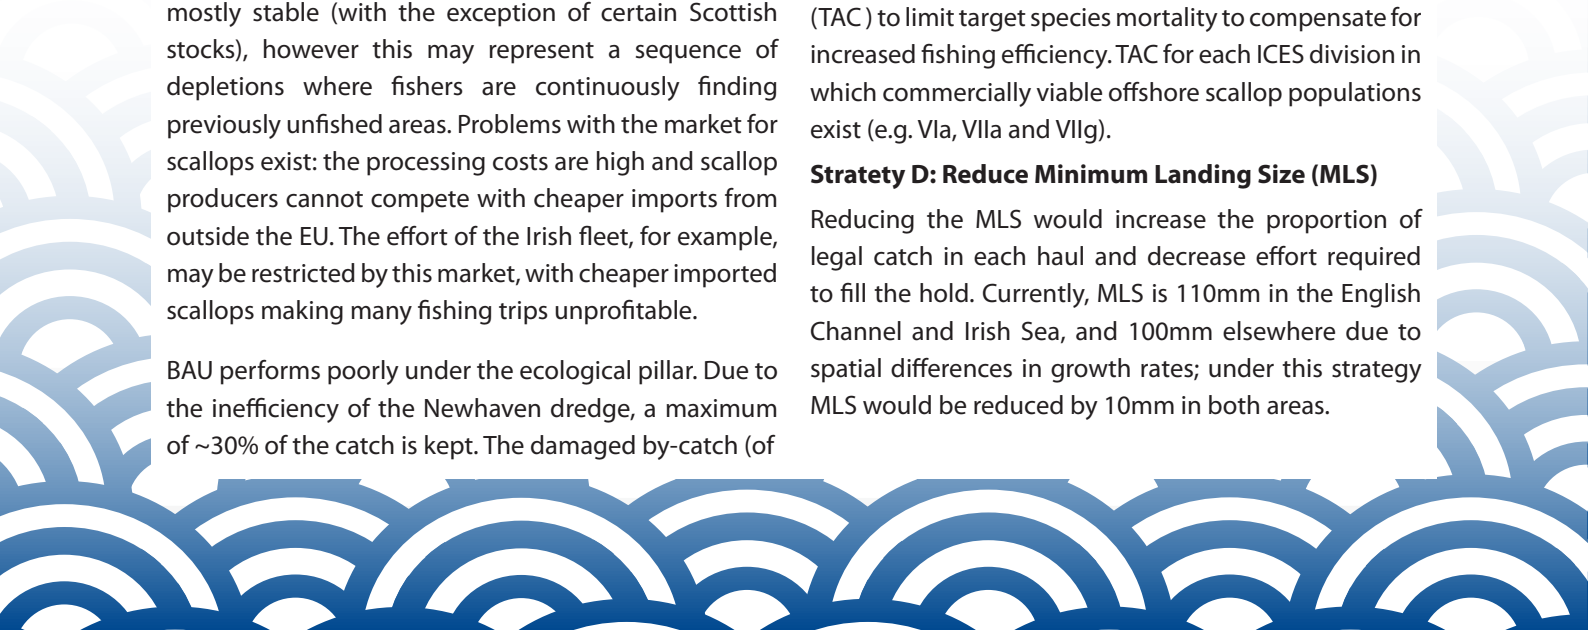 mostly stable (with the exception of certain Scottish
stocks), however this may represent a sequence of
depletions where fishers are continuously finding
previously unfished areas. Problems with the market for
scallops exist: the processing costs are high and scallop
producers cannot compete with cheaper imports from
outside the EU. The effort of the Irish fleet, for example,
may be restricted by this market, with cheaper imported
scallops making many fishing trips unprofitable.
BAU performs poorly under the ecological pillar. Due to
the inefficiency of the Newhaven dredge, a maximum
of ~30% of the catch is kept. The damaged by-catch (of
(TAC ) to limit target species mortality to compensate for
increased fishing efficiency. TAC for each ICES division in
which commercially viable offshore scallop populations
exist (e.g. VIa, VIIa and VIIg).
Stratety D: Reduce Minimum Landing Size (MLS)
Reducing the MLS would increase the proportion of
legal catch in each haul and decrease effort required
to fill the hold. Currently, MLS is 110mm in the English
Channel and Irish Sea, and 100mm elsewhere due to
spatial differences in growth rates; under this strategy
MLS would be reduced by 10mm in both areas.